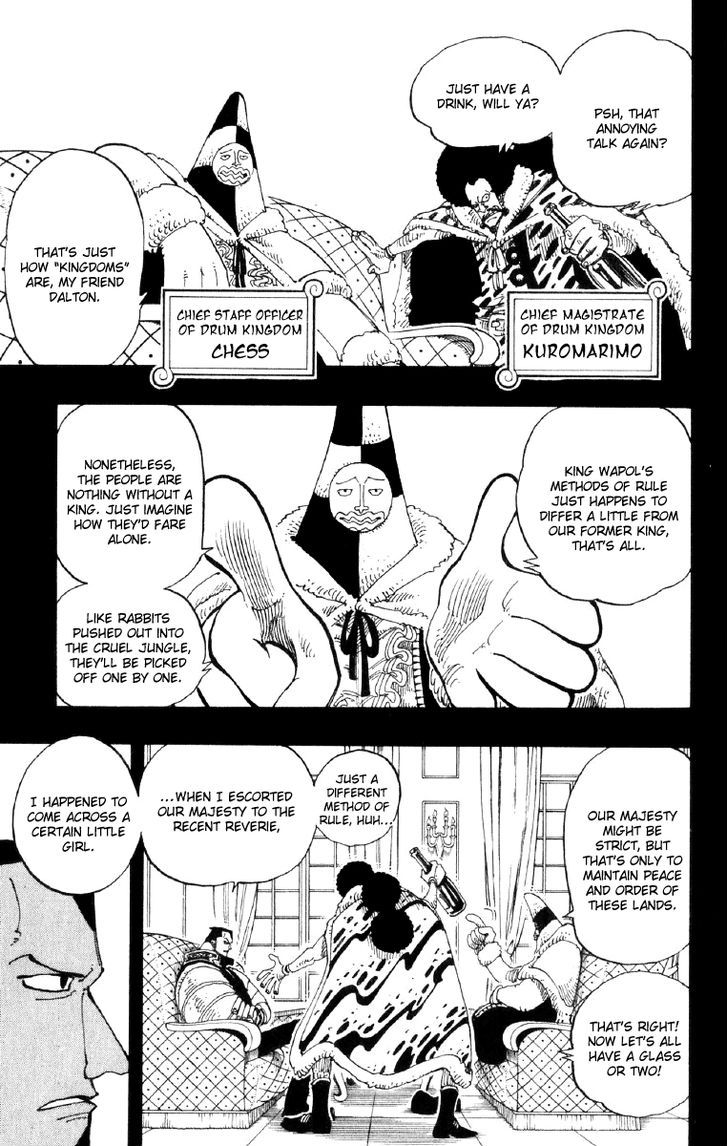 PSH, THAT
ANNOYING
TALK AGAIN?
JUST HAVE A
DRINK, WILL YA?
CHIEF MAGISTRATE
OF DRUM KINGDOM
KUROMARIMO
CHIEF STAFF OFFICER
OF DRUM KINGDOM
CHESS
THAT'S JUST
HOW "KINGDOMS"
ARE, MY FRIEND
DALTON.
KING WAPOL'S
METHODS OF RULE
JUST HAPPENS TO
DIFFER A LITTLE FROM
OUR FORMER KING,
THAT'S ALL.
NONETHELESS,
THE PEOPLE ARE
NOTHING WITHOUT A
KING. JUST IMAGINE
HOW THEY'D FARE
ALONE.
LIKE RABBITS
PUSHED OUT INTO
THE CRUEL JUNGLE,
THEY'LL BE PICKED
OFF ONE BY ONE.
OUR MAJESTY
MIGHT BE
STRICT, BUT
THAT'S ONLY TO
MAINTAIN PEACE
AND ORDER OF
THESE LANDS.
THAT'S RIGHT!
NOW LET'S ALL
HAVE A GLASS
OR TWO!
JUST A
DIFFERENT
METHOD OF
RULE, HUH...
...WHEN I ESCORTED
OUR MAJESTY TO THE
RECENT REVERIE,
I HAPPENED TO
COME ACROSS A
CERTAIN LITTLE
GIRL.